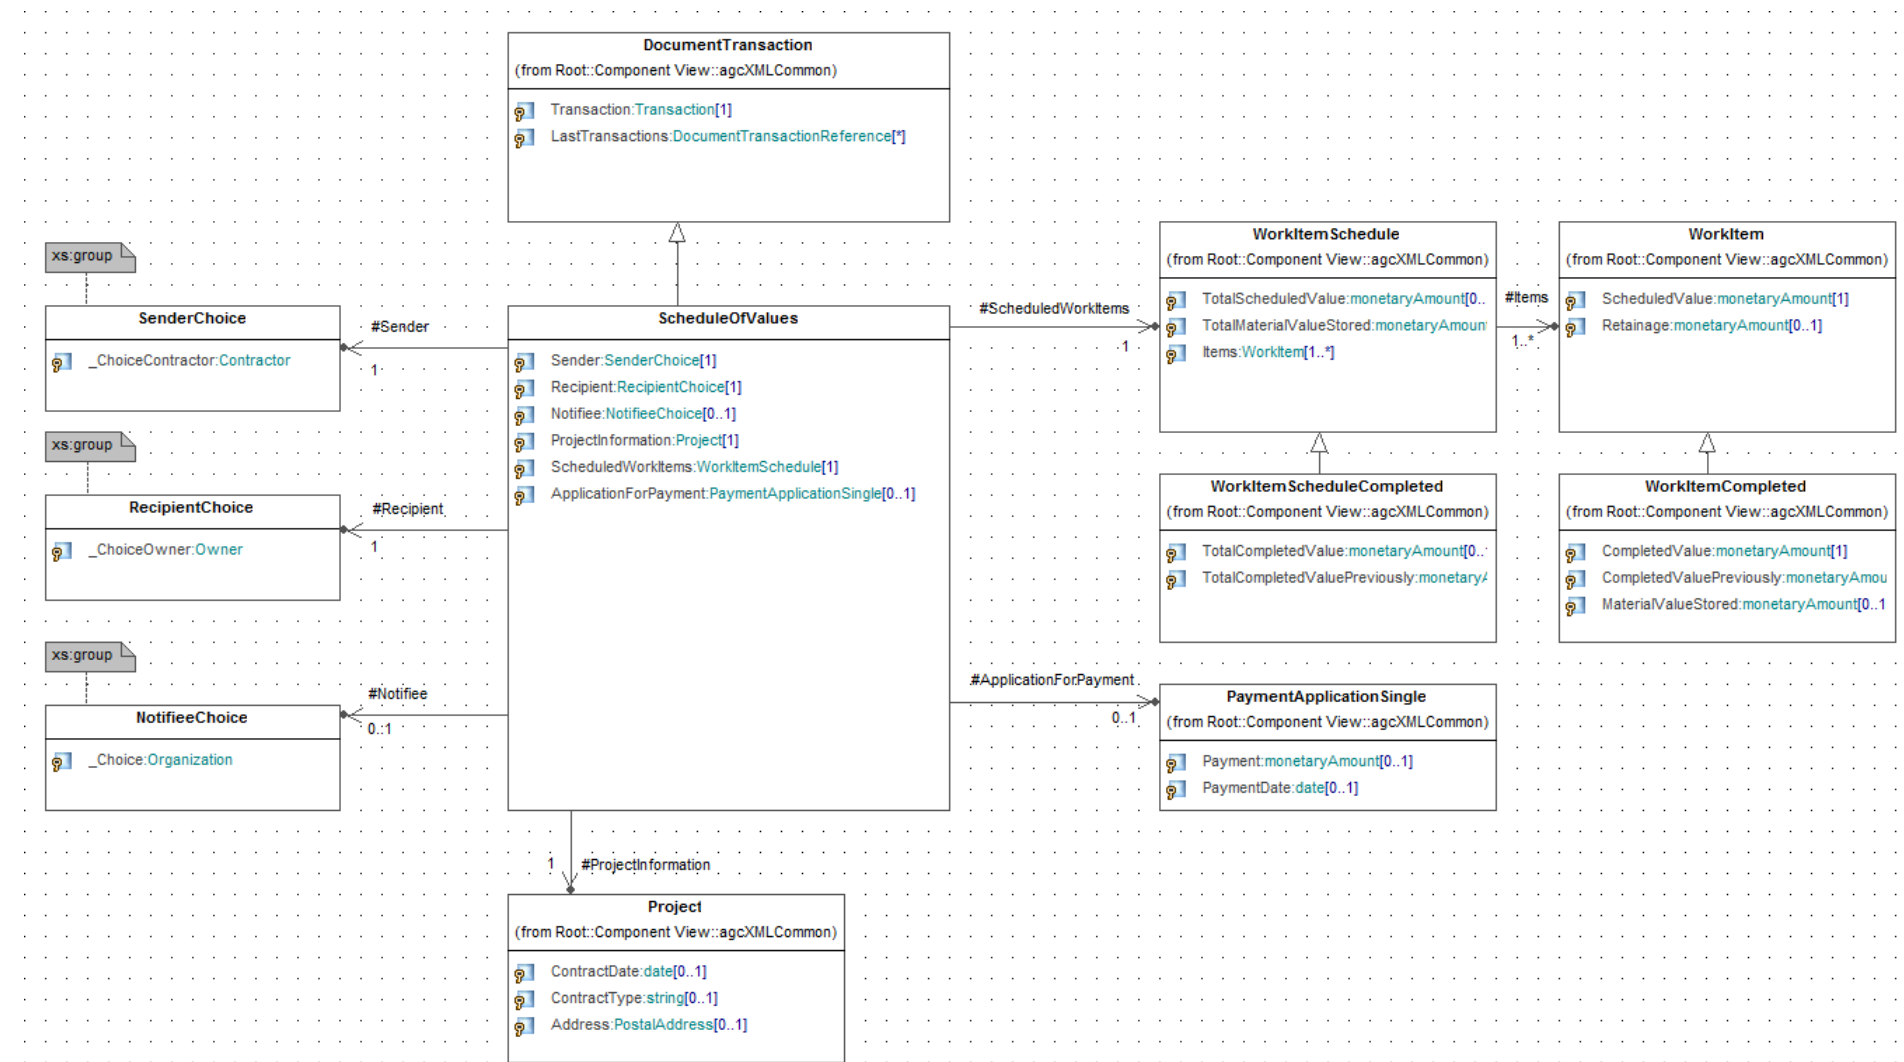 DocumentTransaction
(from Root::Component View::agcXMLCommon)
Transaction:Transaction[1]
LastTransactions:DocumentTransactionReference[*]
xs:group
SenderChoice
_ChoiceContractor:Contractor
#Sender
1
xs:group
RecipientChoice
_ChoiceOwner:Owner
#Recipient
1
xs:group
NotifieeChoice
_Choice:Organization
#Notifiee
0..1
ScheduleOfValues
Sender:SenderChoice[1]
Recipient:RecipientChoice[1]
Notifiee:NotifieeChoice[0..1]
ProjectInformation:Project[1]
ScheduledWorkItems:WorkItemSchedule[1]
ApplicationForPayment:PaymentApplicationSingle[0..1]
#ScheduledWorkItems
1
WorkItemSchedule
(from Root::Component View::agcXMLCommon)
TotalScheduledValue:monetaryAmount[0..
TotalMaterialValueStored:monetaryAmount
Items:WorkItem[1..*]
#Items
1..*
WorkItem
(from Root::Component View::agcXMLCommon)
ScheduledValue:monetaryAmount[1]
Retainage:monetaryAmount[0..1]
WorkItemScheduleCompleted
(from Root::Component View::agcXMLCommon)
TotalCompletedValue:monetaryAmount[0..
TotalCompletedValuePreviously:monetaryA
WorkItemCompleted
(from Root::Component View::agcXMLCommon)
CompletedValue:monetaryAmount[1]
CompletedValuePreviously:monetaryAmou
MaterialValueStored:monetaryAmount[0..1
#ApplicationForPayment
0..1
PaymentApplicationSingle
(from Root::Component View::agcXMLCommon)
Payment:monetaryAmount[0..1]
PaymentDate:date[0..1]
1
#ProjectInformation
Project
(from Root::Component View::agcXMLCommon)
ContractDate:date[0..1]
ContractType:string[0..1]
Address:PostalAddress[0..1]